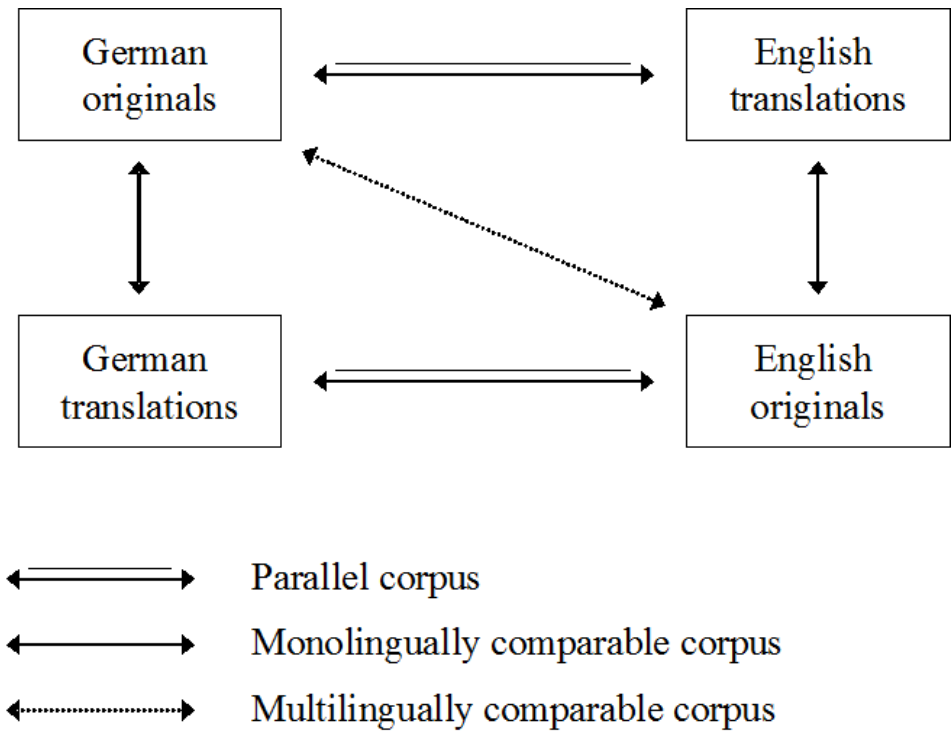 German
originals
English
translations
German
translations
English
originals
Parallel corpus
Monolingually comparable corpus
Multilingually comparable corpus